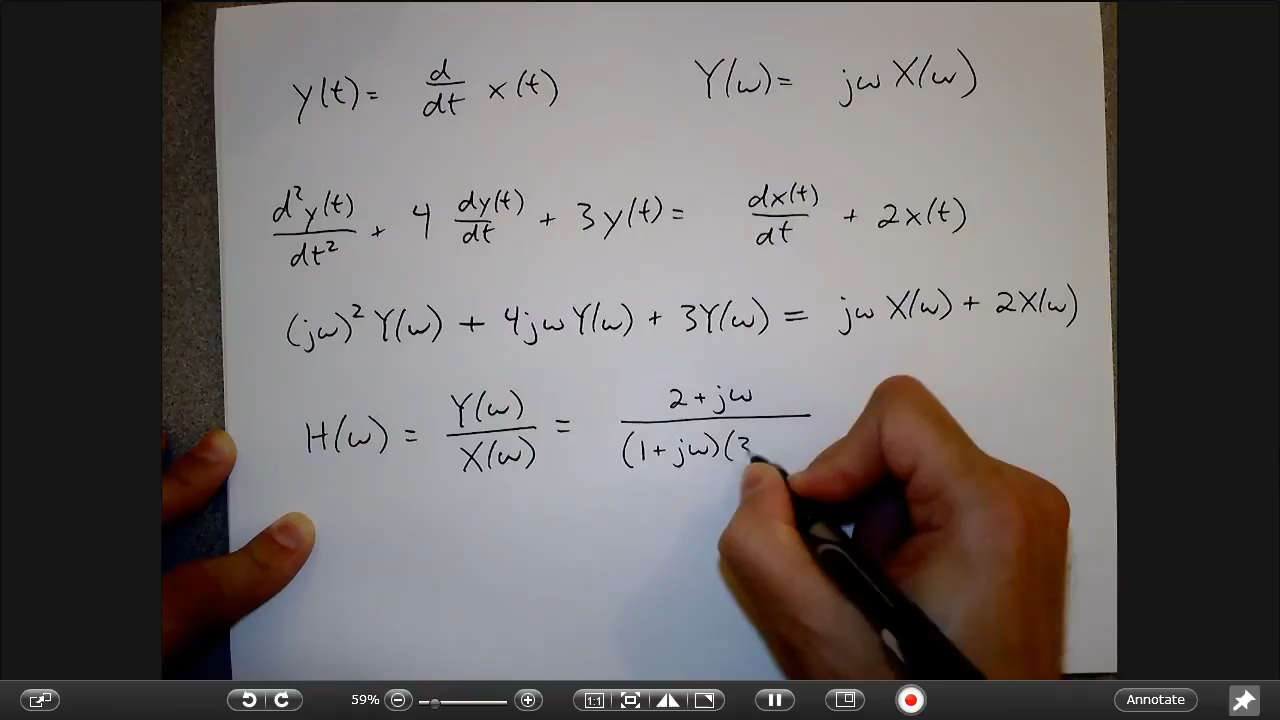 y(t) = d/dt x(t)    Y(ω) = jω X(ω)
d²y(t)/dt² + 4 dy(t)/dt + 3y(t) = dx(t)/dt + 2x(t)
(jω)² Y(ω) + 4jω Y(ω) + 3Y(ω) = jω X(ω) + 2X(ω)
H(ω) = Y(ω)/X(ω) = 2 + jω/(1 + jω)(3
59%
1:1
Annotate